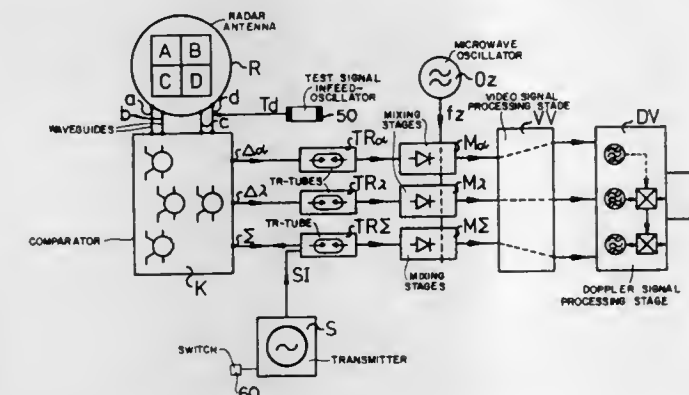 RADAR
ANTENNA
A B
C D
R
a
b
d
c
Td
TEST SIGNAL
INFEED-
OSCILLATOR
50
MICROWAVE
OSCILLATOR
Oz
fz
WAVEGUIDES
VIDEO SIGNAL
PROCESSING STADE
VV
DV
MIXING
STAGES
Δα
TRα
Mα
TR-TUBES
Δλ
TRλ
Mλ
TR-TUBE
Σ
TRΣ
MΣ
COMPARATOR
K
SI
MIXING
STAGES
DOPPLER SIGNAL
PROCESSING STAGE
S
SWITCH
TRANSMITTER
60